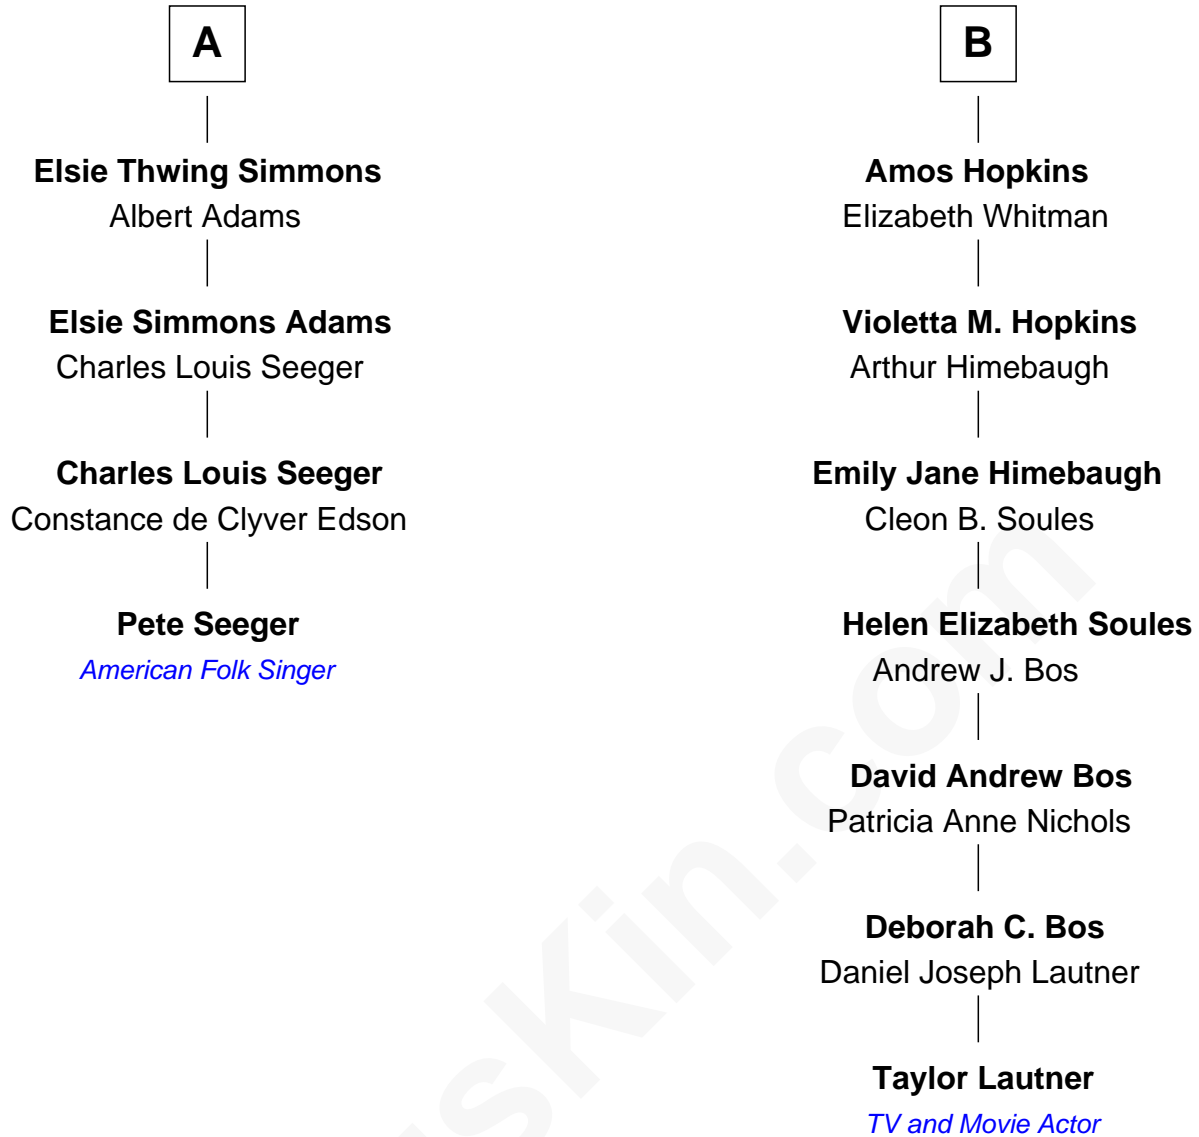 A
Elsie Thwing Simmons
Albert Adams
Elsie Simmons Adams
Charles Louis Seeger
Charles Louis Seeger
Constance de Clyver Edson
Pete Seeger
American Folk Singer
B
Amos Hopkins
Elizabeth Whitman
Violetta M. Hopkins
Arthur Himebaugh
Emily Jane Himebaugh
Cleon B. Soules
Helen Elizabeth Soules
Andrew J. Bos
David Andrew Bos
Patricia Anne Nichols
Deborah C. Bos
Daniel Joseph Lautner
Taylor Lautner
TV and Movie Actor